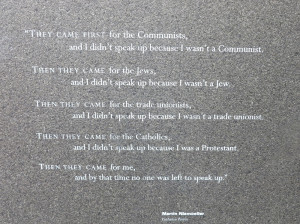 "THEY CAME FIRST for the Communists,
and I didn't speak up because I wasn't a Communist.
THEN THEY CAME for the Jews,
and I didn't speak up because I wasn't a Jew.
THEN THEY CAME for the trade unionists,
and I didn't speak up because I wasn't a trade unionist.
THEN THEY CAME for the Catholics,
and I didn't speak up because I was a Protestant.
THEN THEY CAME for me,
and by that time no one was left to speak up."
Martin Niemoeller